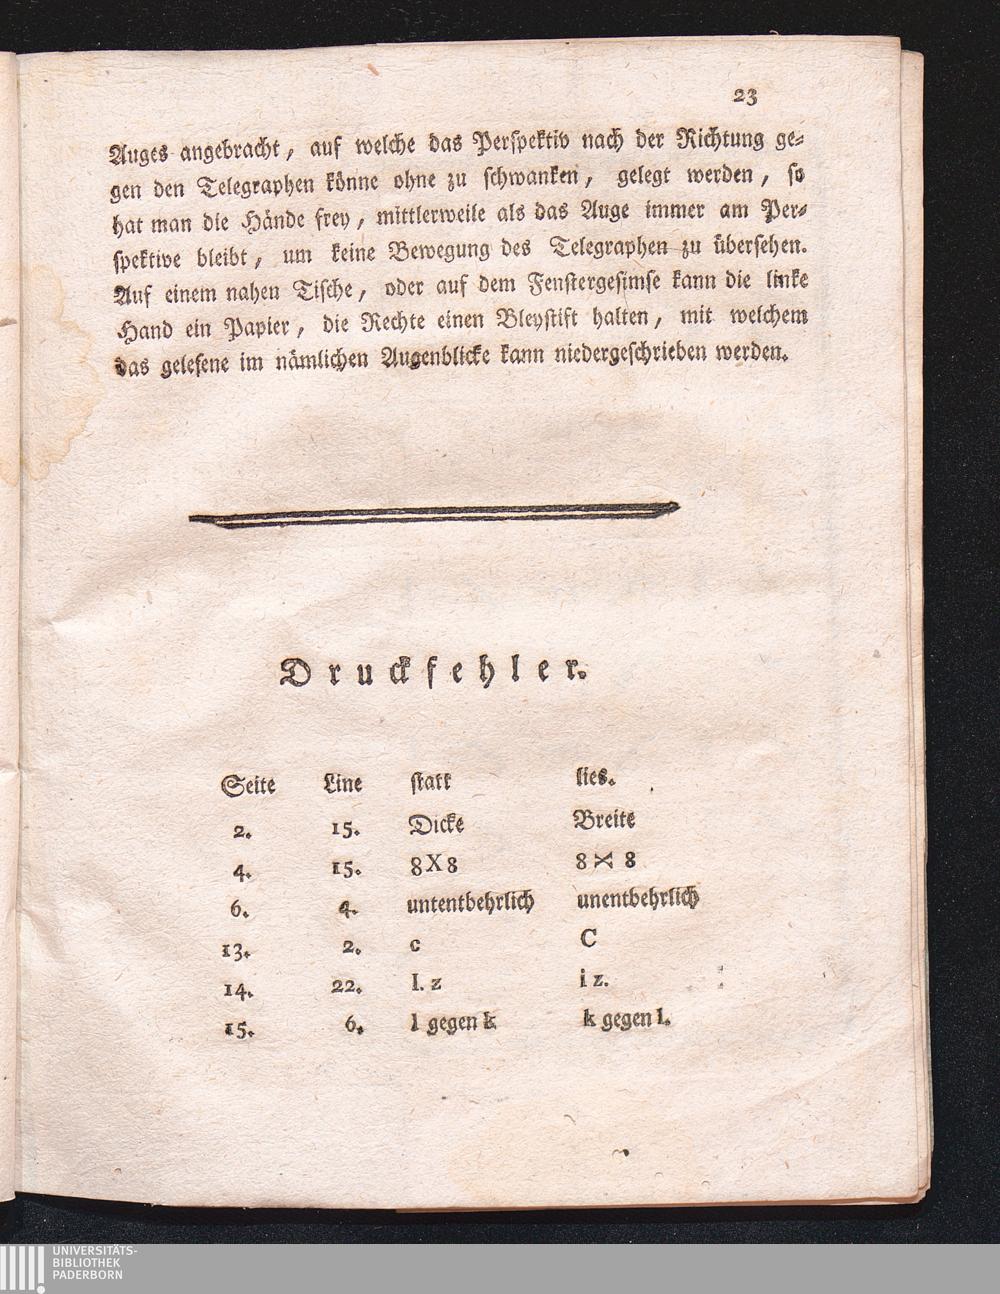 23
Auges angebracht, auf welche das Perspektiv nach der Richtung ge-
gen den Telegraphen könne ohne zu schwanken, gelegt werden, so
hat man die Hände frey, mittlerweile als das Auge immer am Per-
spektive bleibt, um keine Bewegung des Telegraphen zu übersehen.
Auf einem nahen Tische, oder auf dem Fenstergesimse kann die linke
Hand ein Papier, die Rechte einen Bleystift halten, mit welchem
das gelesene im nämlichen Augenblicke kann niedergeschrieben werden.
Druckfehler.
Seite Line statt lies.
2. 15. Dicke Breite
4. 15. 8X8 8 ⋈ 8
6. 4. untentbehrlich unentbehrlich
13. 2. c C
14. 22. l. z i z.
15. 6. l gegen k k gegen l.
UNIVERSITÄTS-
BIBLIOTHEK
PADERBORN